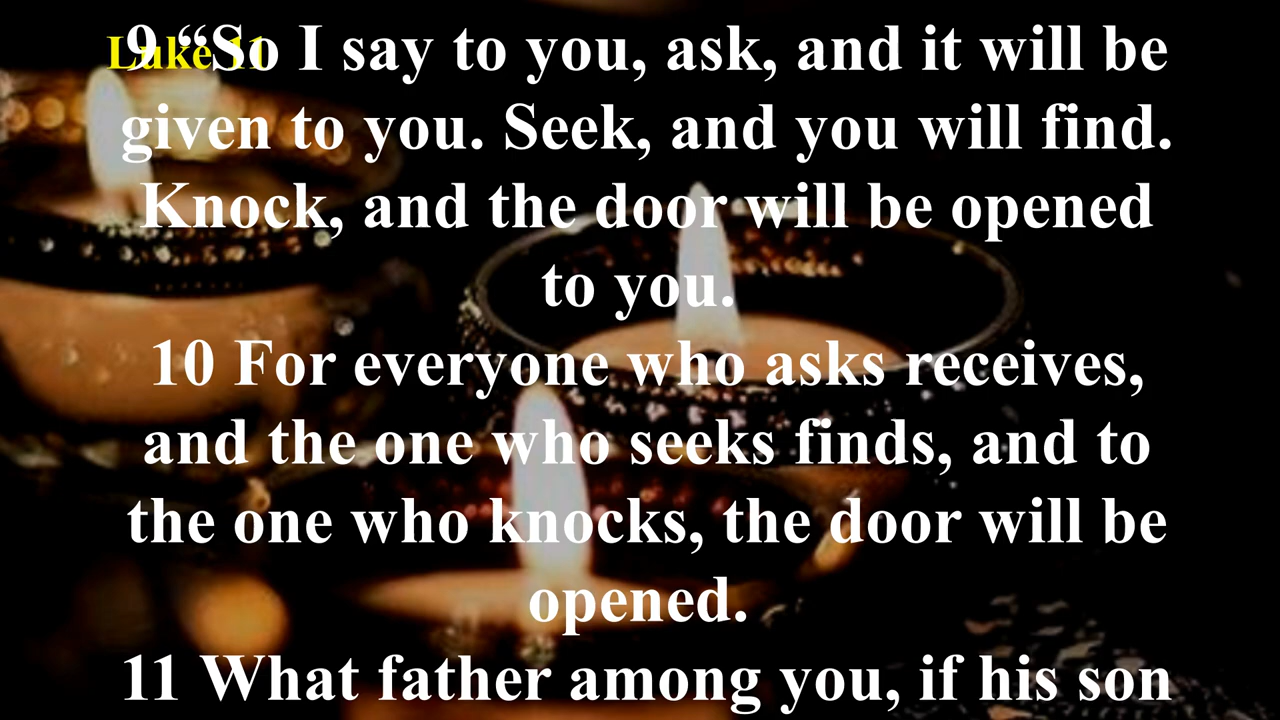 Luke 11
9 “So I say to you, ask, and it will be
given to you. Seek, and you will find.
Knock, and the door will be opened
to you.
10 For everyone who asks receives,
and the one who seeks finds, and to
the one who knocks, the door will be
opened.
11 What father among you, if his son